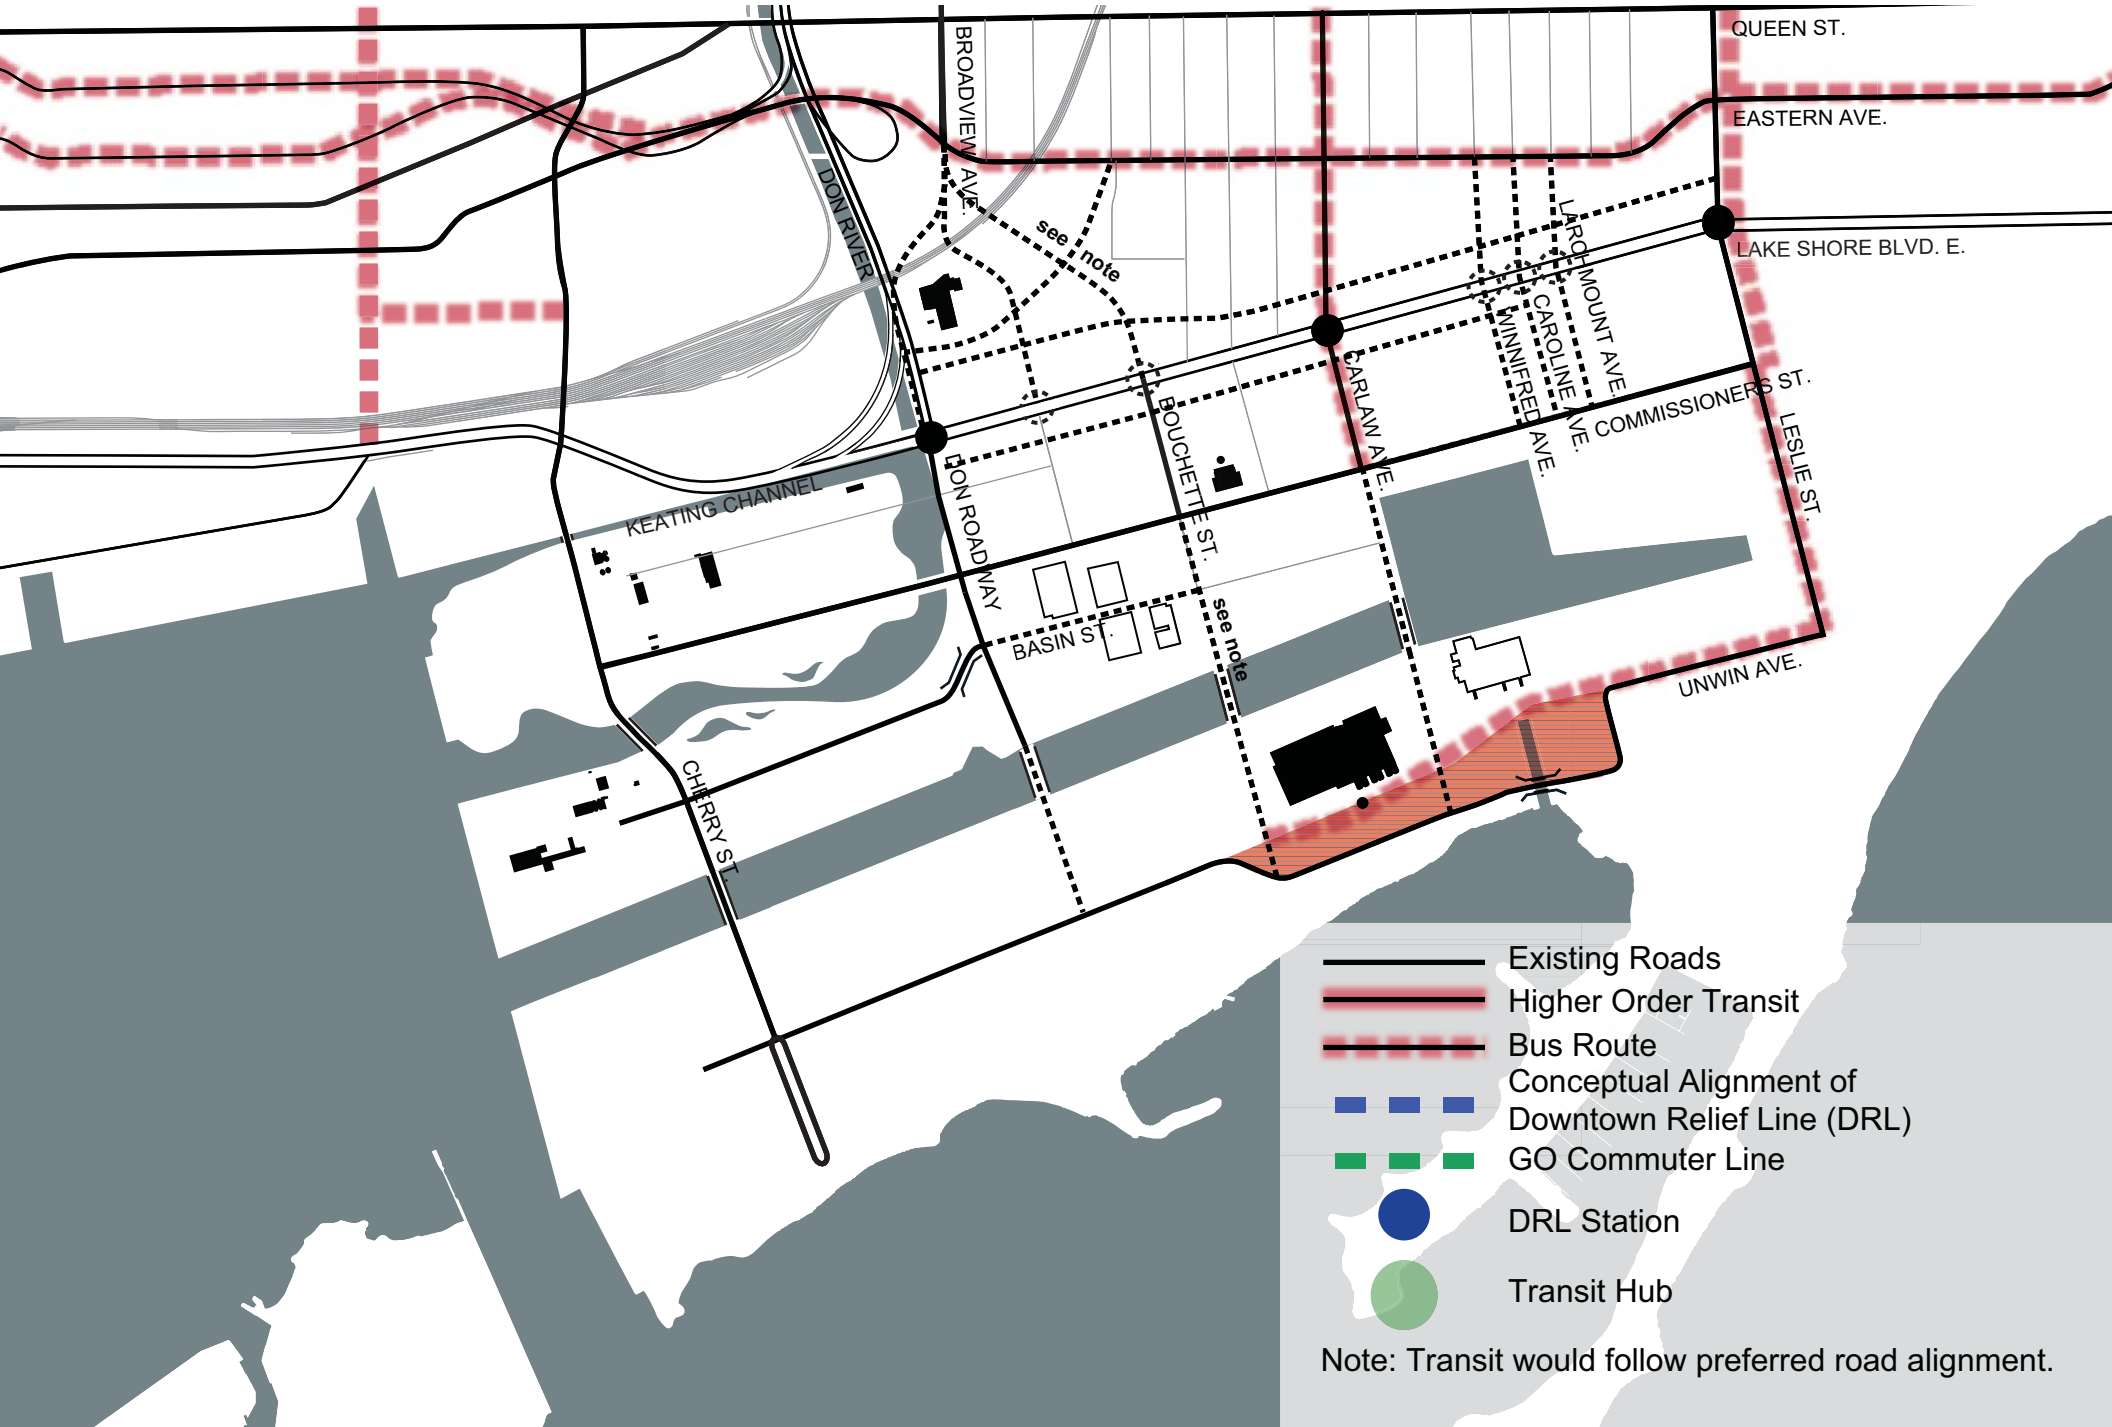 QUEEN ST.
BROADVIEW AVE.
EASTERN AVE.
DON RIVER
see note
LARCHMOUNT AVE.
LAKE SHORE BLVD. E.
CAROLINE AVE.
WINNIFRED AVE.
CARLAW AVE.
COMMISSIONERS ST.
BOUCHETTE ST.
LESLIE ST.
KEATING CHANNEL
DON ROADWAY
BASIN ST.
see note
UNWIN AVE.
CHERRY ST.
Existing Roads
Higher Order Transit
Bus Route
Conceptual Alignment of
Downtown Relief Line (DRL)
GO Commuter Line
DRL Station
Transit Hub
Note: Transit would follow preferred road alignment.